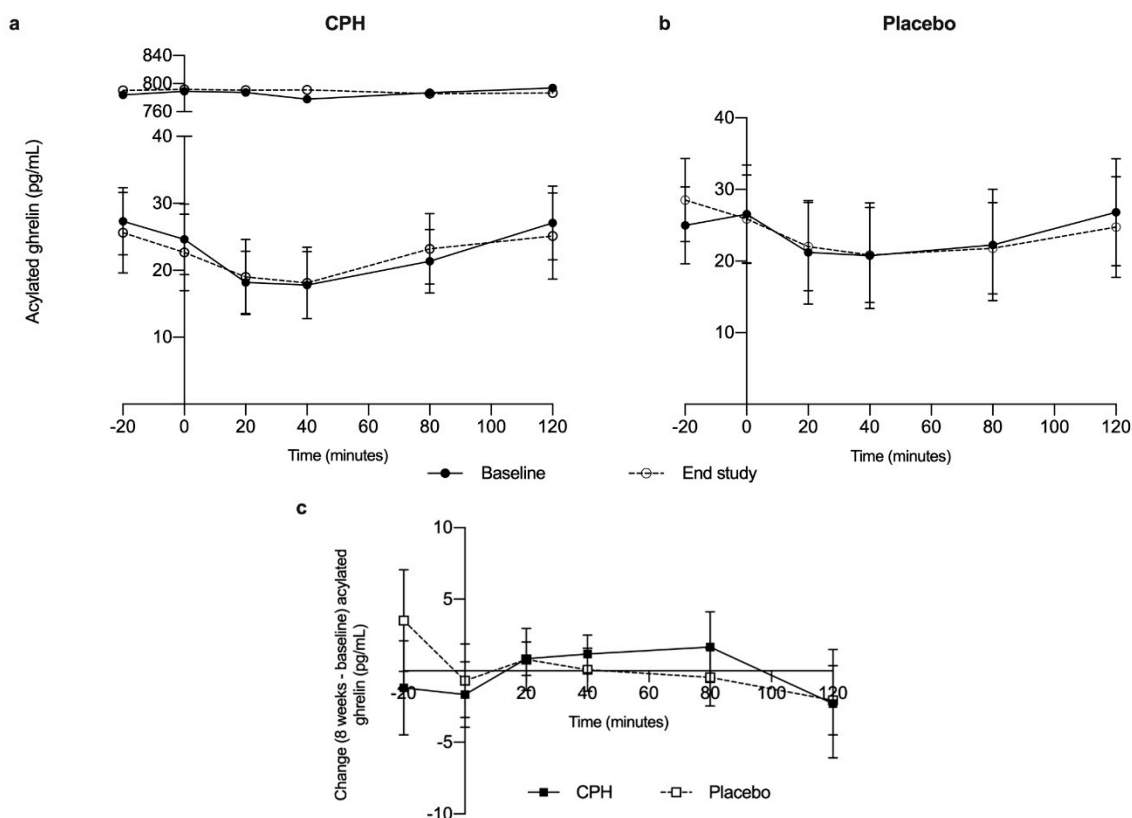 a
CPH
b
Placebo
840
800
760
40
30
20
10
Acylated ghrelin (pg/mL)
-20 0 20 40 60 80 100 120
Time (minutes)
40
30
20
10
-20 0 20 40 60 80 100 120
Time (minutes)
Baseline
End study
c
10
5
-5
-10
Change (8 weeks - baseline) acylated
ghrelin (pg/mL)
-20 20 40 60 80 100 120
Time (minutes)
CPH
Placebo